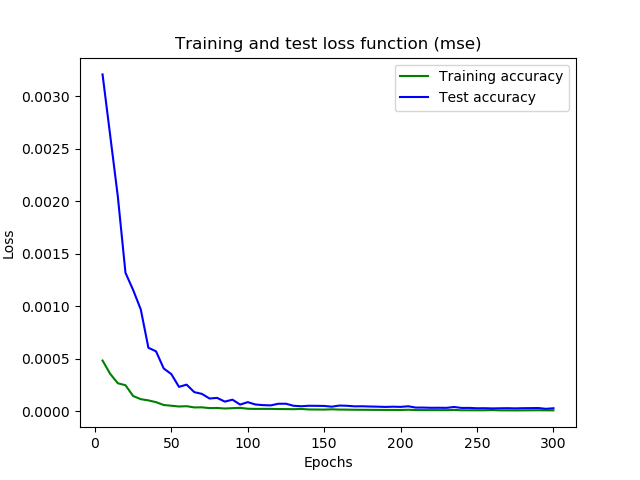 Training and test loss function (mse)
Training accuracy
Test accuracy
0.0030
0.0025
0.0020
0.0015
0.0010
0.0005
0.0000
Loss
0 50 100 150 200 250 300
Epochs